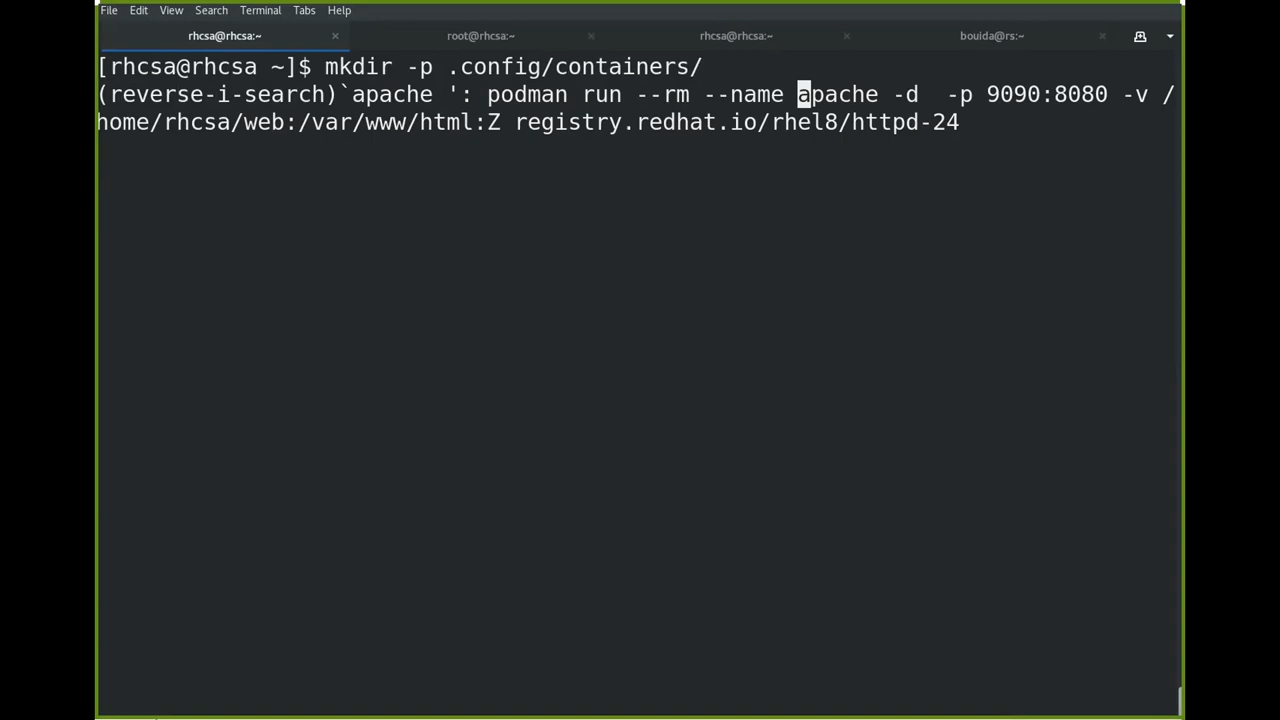 File Edit View Search Terminal Tabs Help
rhcsa@rhcsa:~ × root@rhcsa:~ × rhcsa@rhcsa:~ × bouida@rs:~ ×
[rhcsa@rhcsa ~]$ mkdir -p .config/containers/
(reverse-i-search)`apache ': podman run --rm --name apache -d  -p 9090:8080 -v /
home/rhcsa/web:/var/www/html:Z registry.redhat.io/rhel8/httpd-24